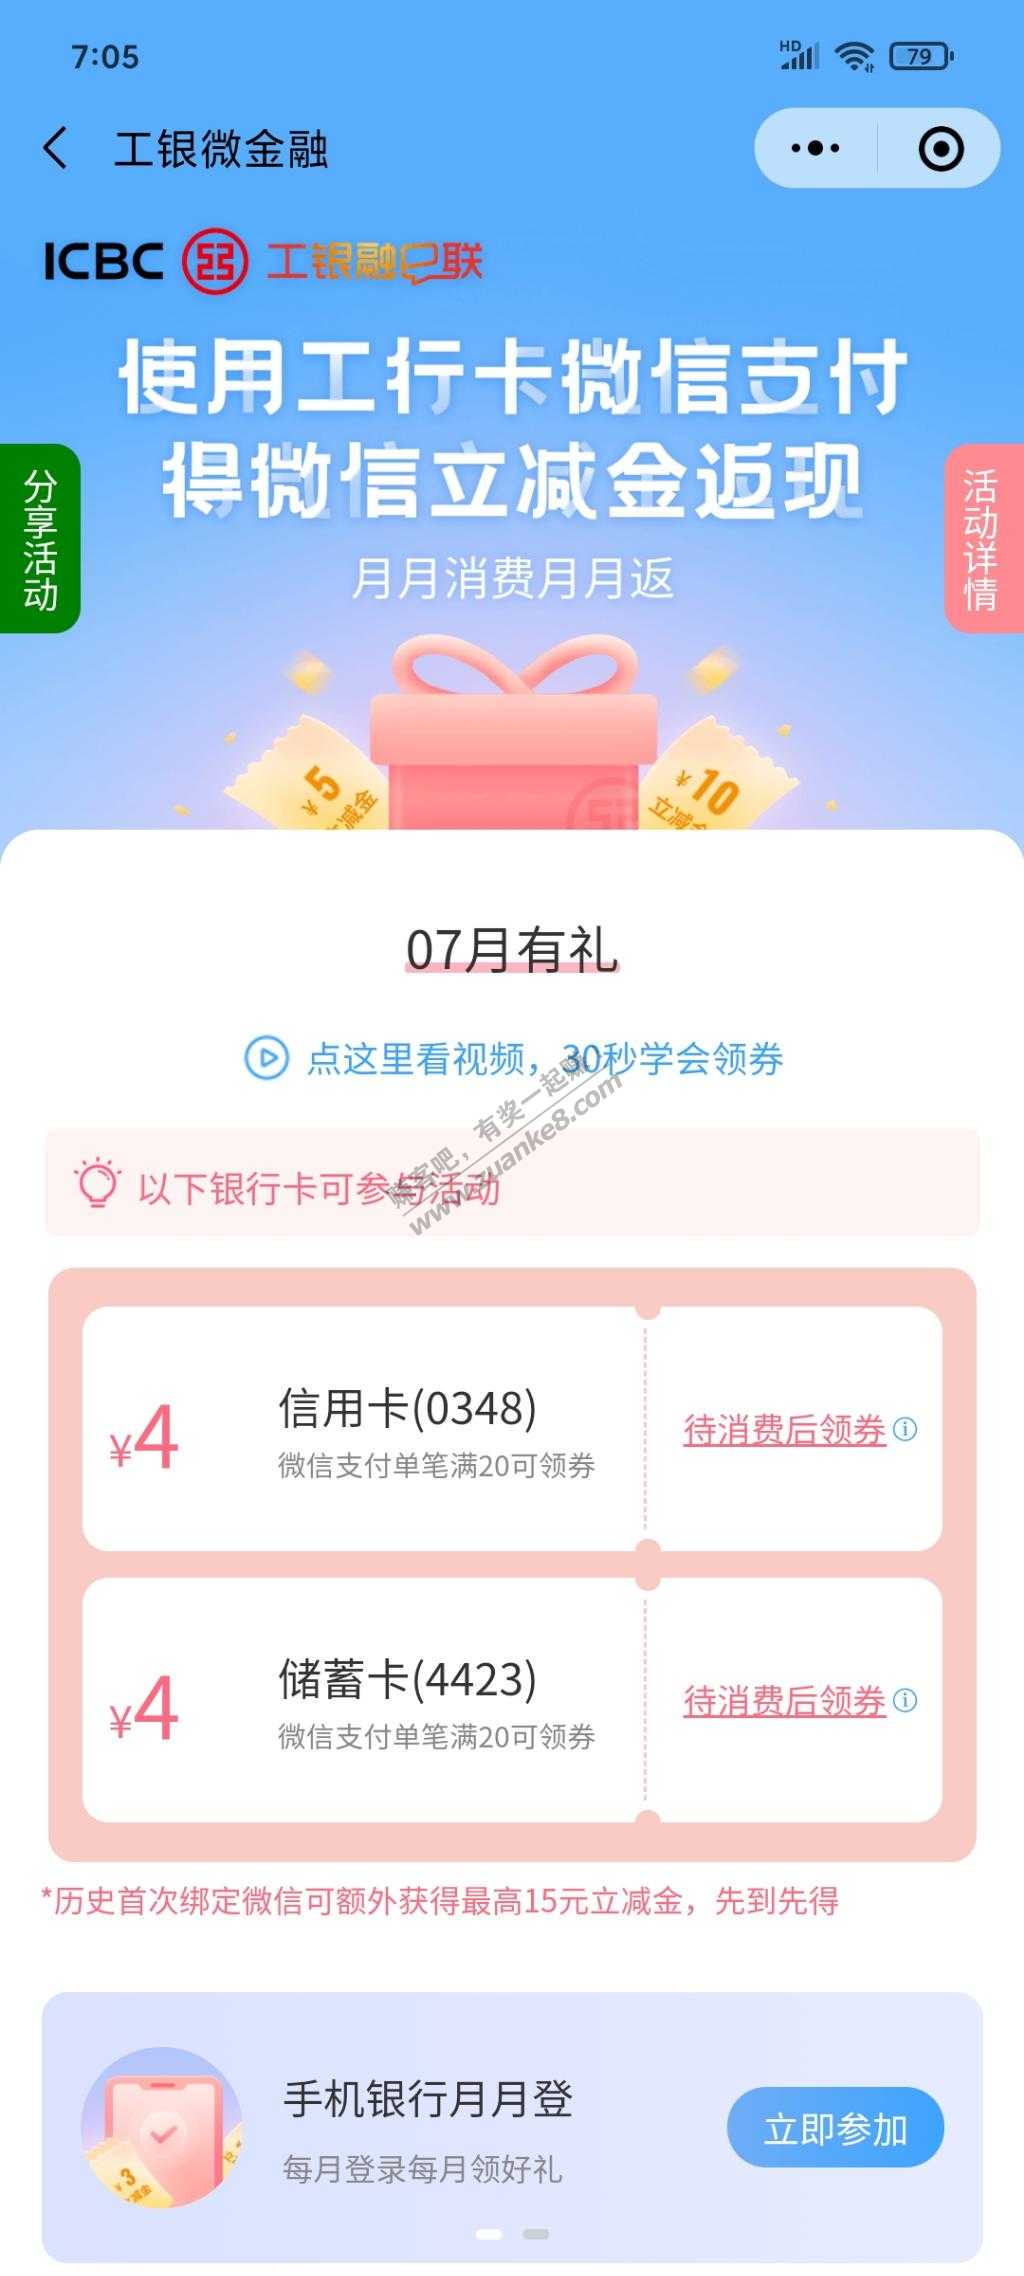 7:05
HD
79
工银微金融
ICBC 工银融e联
使用工行卡微信支付
得微信立减金返现
月月消费月月返
分享活动
活动详情
¥5
¥10
07月有礼
点这里看视频，30秒学会领券
赚客吧，有奖一起赚
www.zuanke8.com
以下银行卡可参与活动
¥4
信用卡(0348)
微信支付单笔满20可领券
待消费后领券
¥4
储蓄卡(4423)
微信支付单笔满20可领券
待消费后领券
*历史首次绑定微信可额外获得最高15元立减金，先到先得
手机银行月月登
每月登录每月领好礼
立即参加
¥3